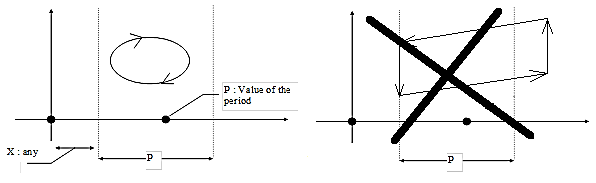 P : Value of the
period
X : any
P
P